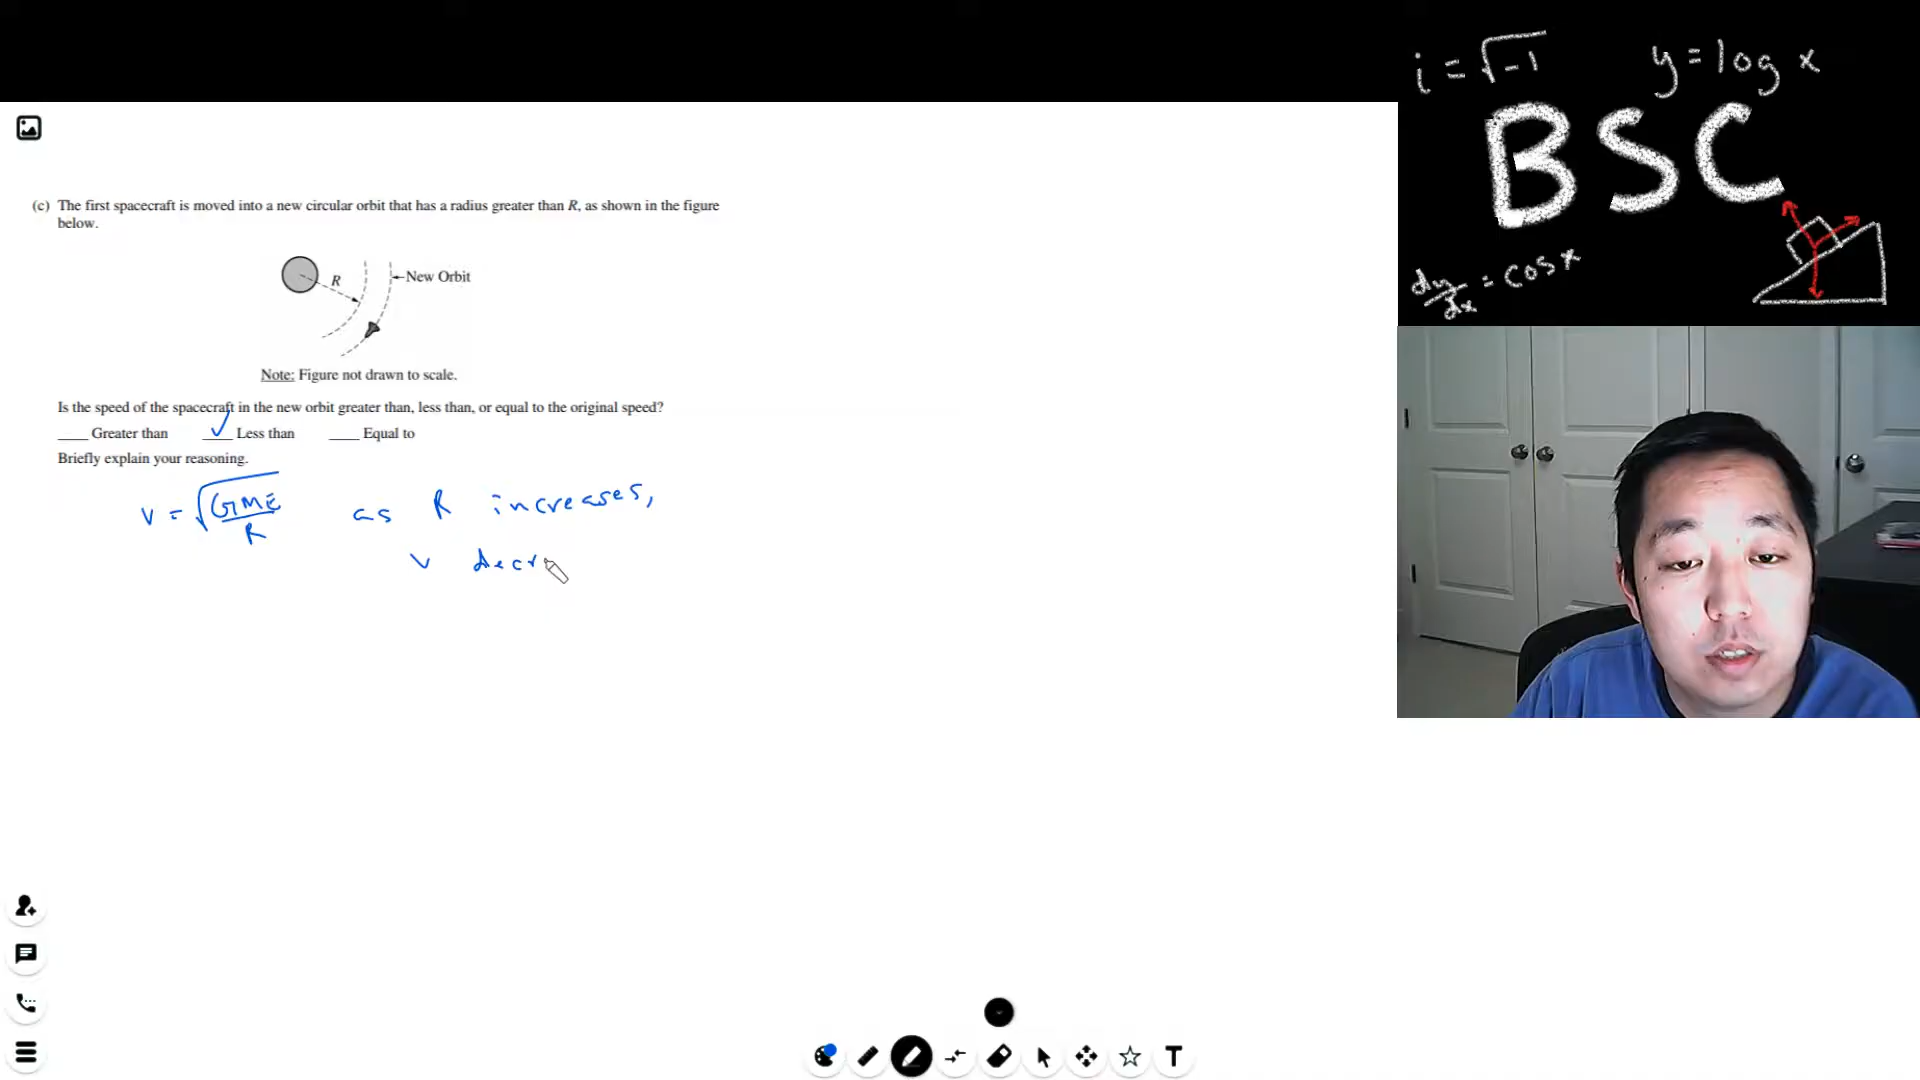 i = √-1
y = log x
BSC
dy/dx = cos x
(c) The first spacecraft is moved into a new circular orbit that has a radius greater than R, as shown in the figure
below.
R
New Orbit
Note: Figure not drawn to scale.
Is the speed of the spacecraft in the new orbit greater than, less than, or equal to the original speed?
____ Greater than ____ Less than ____ Equal to
Briefly explain your reasoning.
v = √GME/R as R increases,
v decr
T